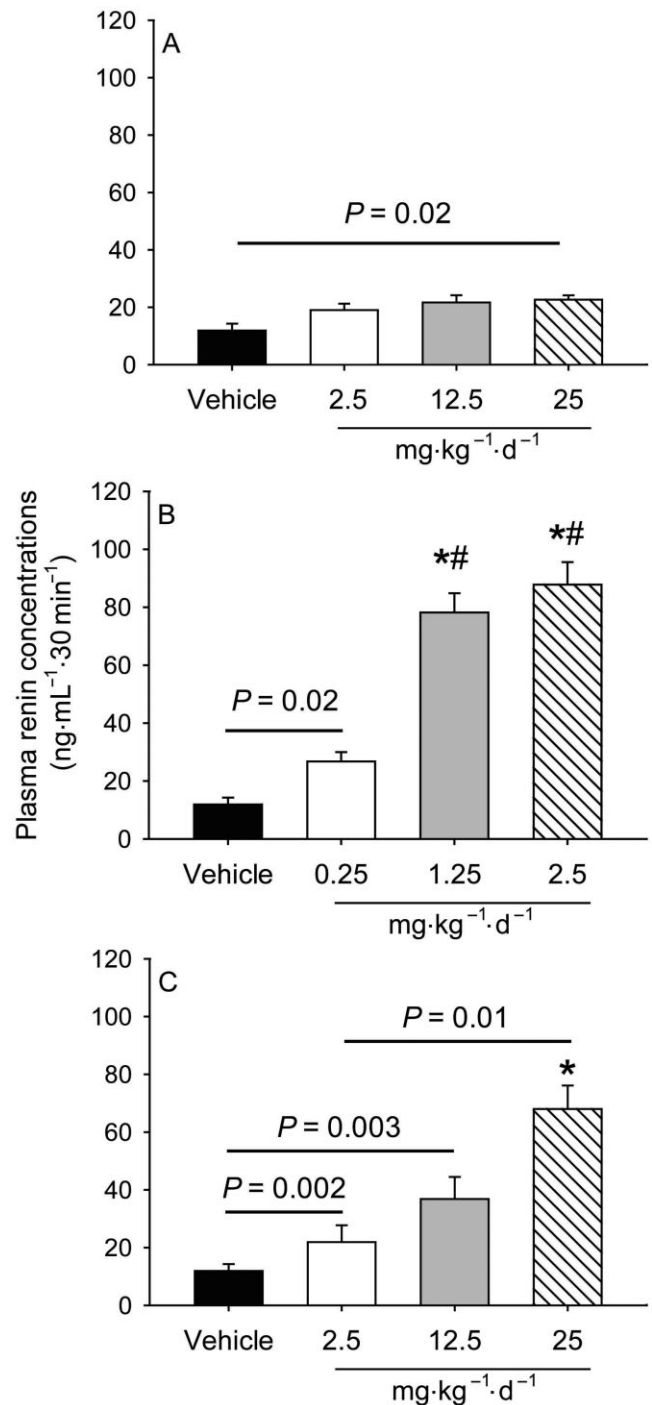 A
120
100
80
60
40
20
0
P = 0.02
Vehicle 2.5 12.5 25
mg·kg⁻¹·d⁻¹
Plasma renin concentrations
(ng·mL⁻¹·30 min⁻¹)
B
120
100
80
60
40
20
0
P = 0.02
*# *#
Vehicle 0.25 1.25 2.5
mg·kg⁻¹·d⁻¹
C
120
100
80
60
40
20
0
P = 0.01
*
P = 0.003
P = 0.002
Vehicle 2.5 12.5 25
mg·kg⁻¹·d⁻¹